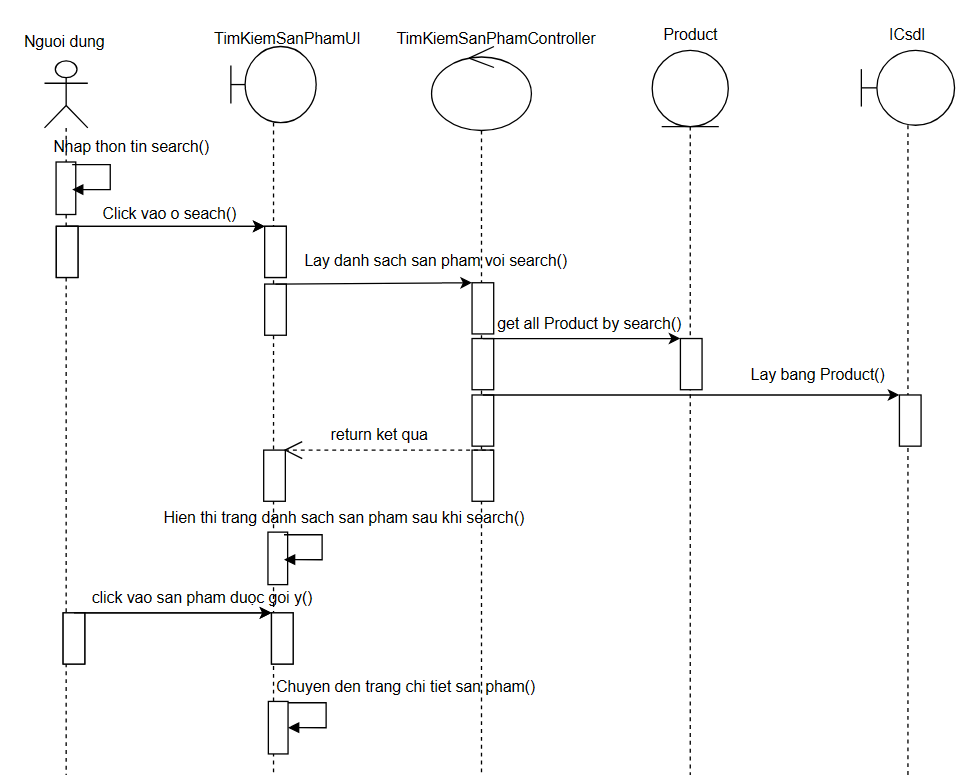 Nguoi dung
TimKiemSanPhamUI
TimKiemSanPhamController
Product
ICsdl
Nhap thon tin search()
Click vao o seach()
Lay danh sach san pham voi search()
get all Product by search()
Lay bang Product()
return ket qua
Hien thi trang danh sach san pham sau khi search()
click vao san pham duọc goi y()
Chuyen den trang chi tiet san pham()